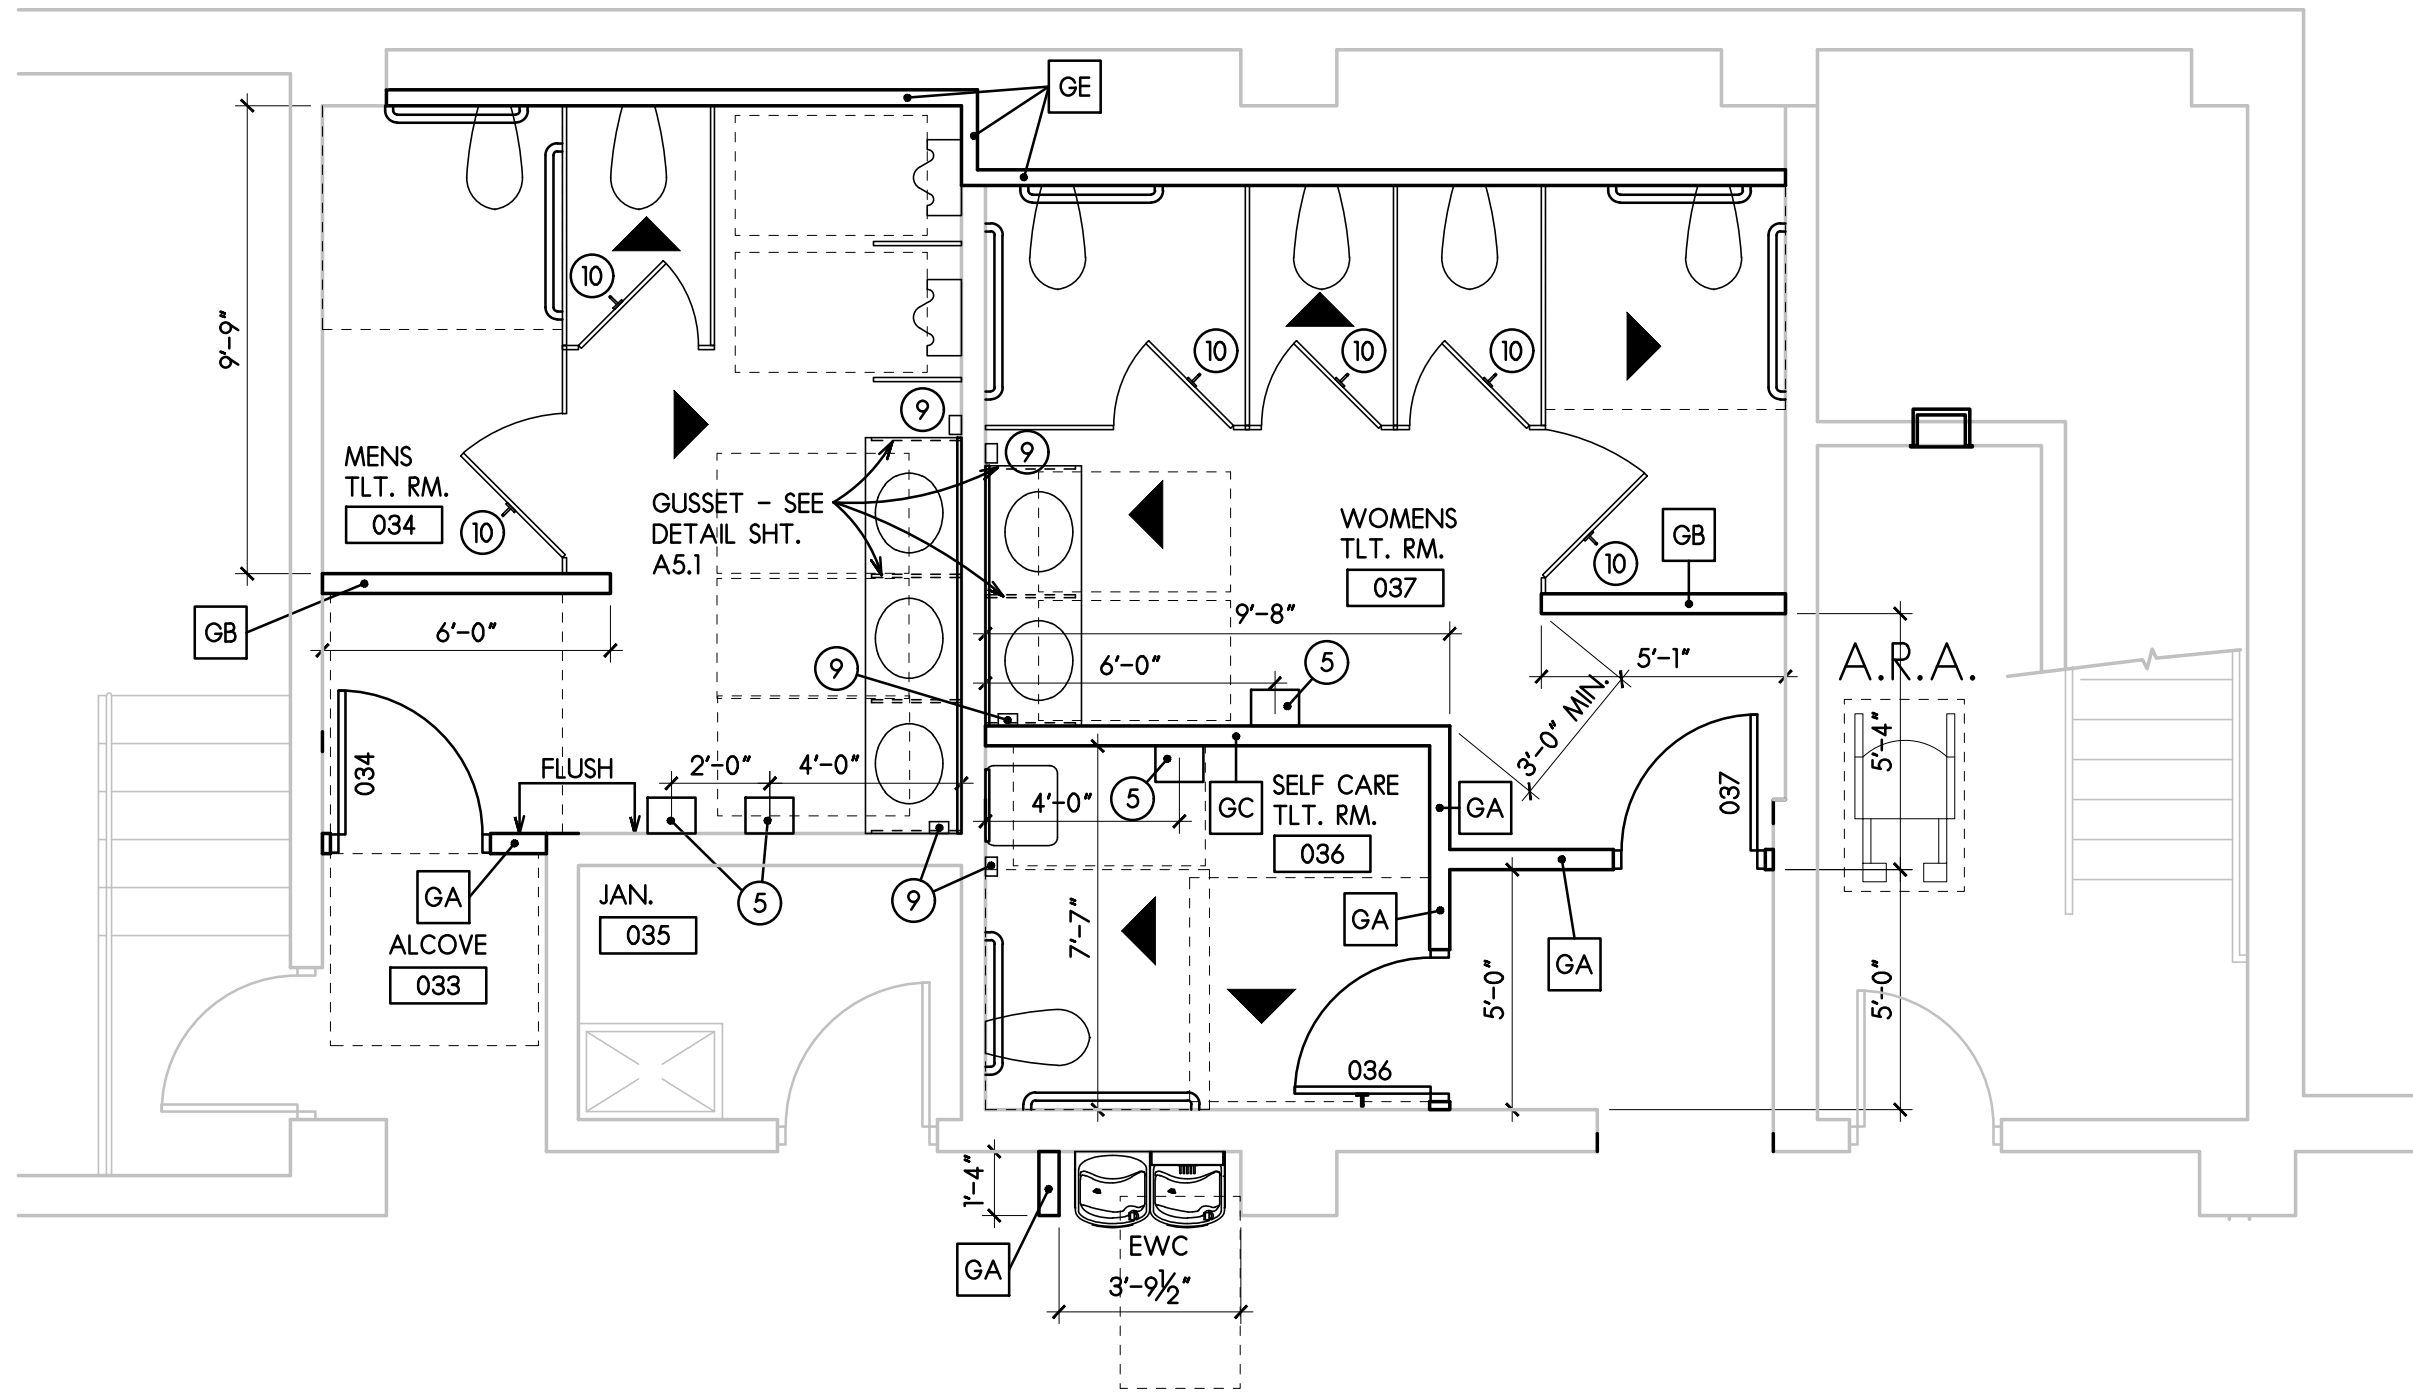 GE
10
9'-9"
10
10
10
9
MENS
TLT. RM.
034
9
GUSSET - SEE
DETAIL SHT.
A5.1
10
WOMENS
TLT. RM.
037
GB
10
GB
6'-0"
9'-8"
9
6'-0"
5
5'-1"
A.R.A.
3'-0" MIN.
5'-4"
034
FLUSH
2'-0"
4'-0"
4'-0"
5
GC
SELF CARE
TLT. RM.
036
GA
037
GA
5
9
JAN.
035
GA
7'-7"
ALCOVE
033
GA
5'-0"
5'-0"
036
1'-4"
EWC
GA
3'-9½"